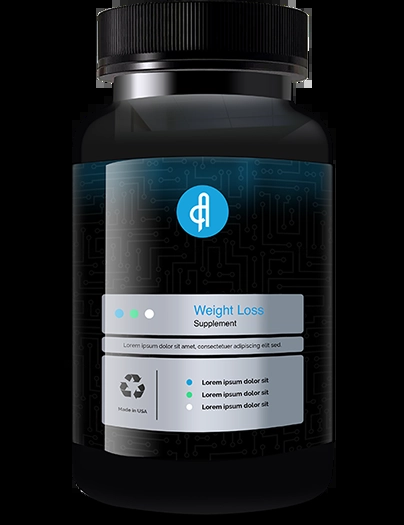 Weight Loss
Supplement
Lorem ipsum dolor sit amet, consectetuer adipiscing elit sed
Lorem ipsum dolor sit
Lorem ipsum dolor sit
Lorem ipsum dolor sit
Made in USA